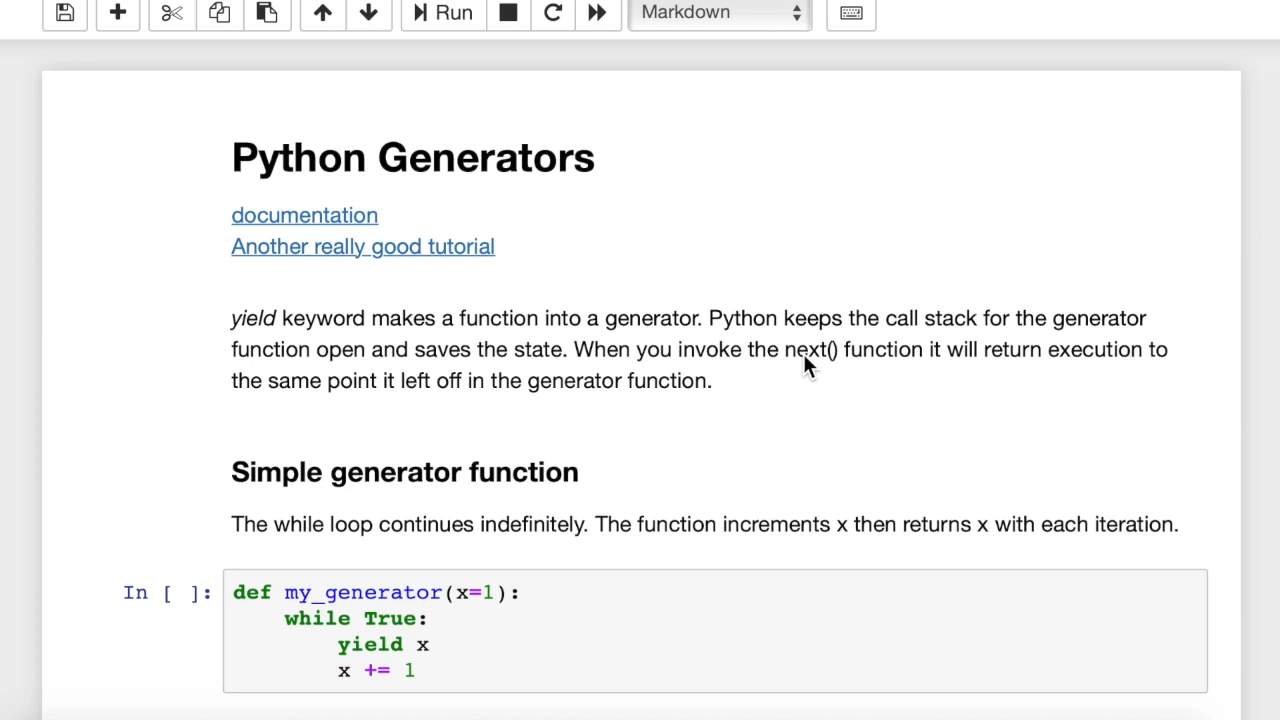 Run
Markdown
Python Generators
documentation
Another really good tutorial
yield keyword makes a function into a generator. Python keeps the call stack for the generator
function open and saves the state. When you invoke the next() function it will return execution to
the same point it left off in the generator function.
Simple generator function
The while loop continues indefinitely. The function increments x then returns x with each iteration.
In [ ]: def my_generator(x=1):
    while True:
        yield x
        x += 1